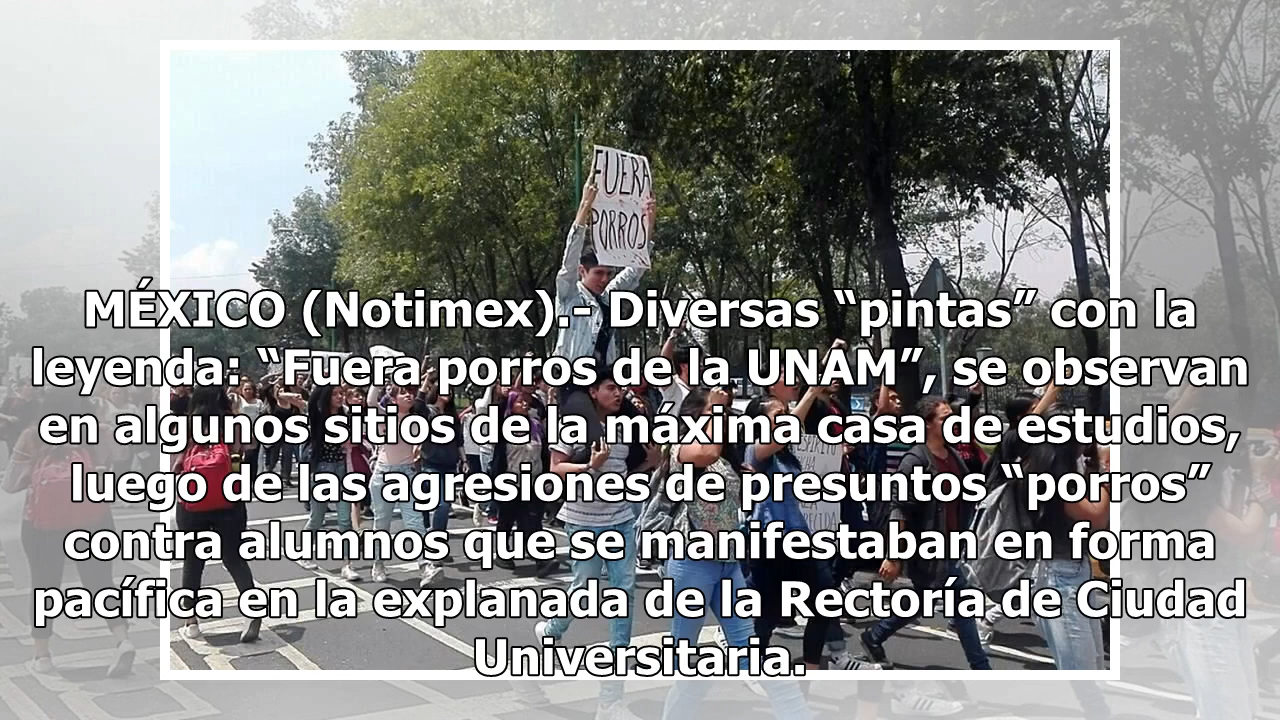 FUERA
PORROS
MÉXICO (Notimex).- Diversas “pintas” con la
leyenda: “Fuera porros de la UNAM”, se observan
en algunos sitios de la máxima casa de estudios,
luego de las agresiones de presuntos “porros”
contra alumnos que se manifestaban en forma
pacífica en la explanada de la Rectoría de Ciudad
Universitaria.